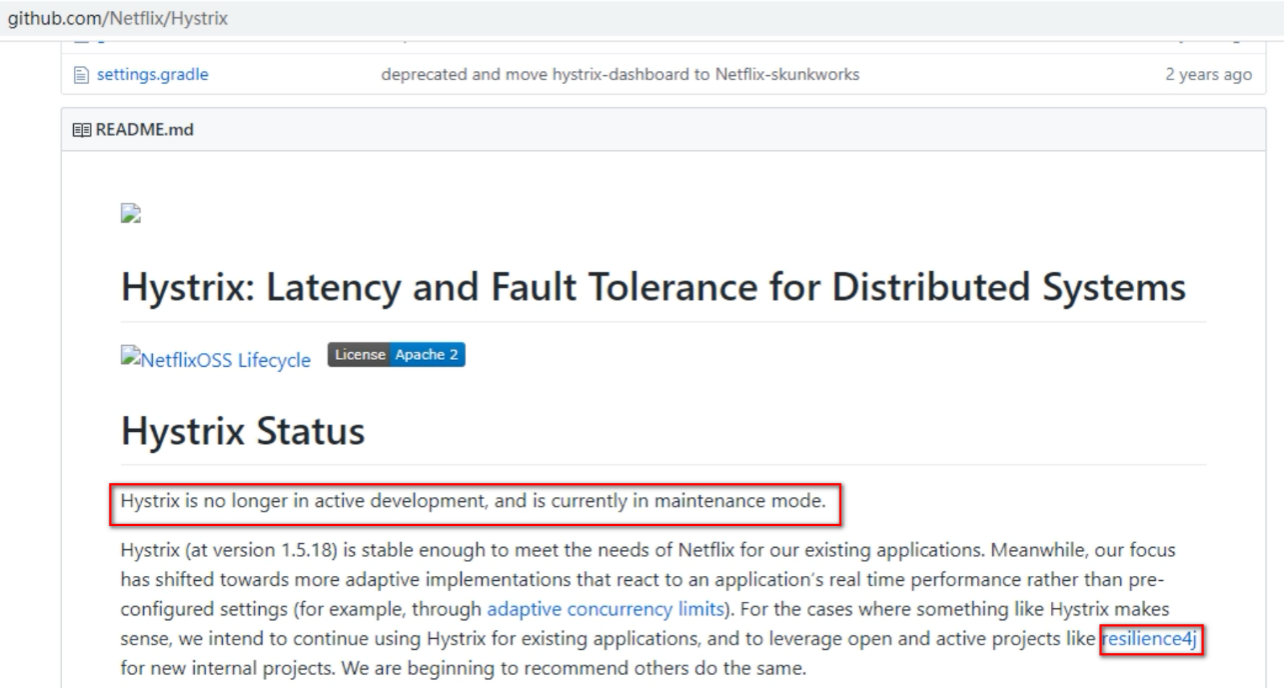 github.com/Netflix/Hystrix
settings.gradle deprecated and move hystrix-dashboard to Netflix-skunkworks 2 years ago
README.md
Hystrix: Latency and Fault Tolerance for Distributed Systems
NetflixOSS Lifecycle License Apache 2
Hystrix Status
Hystrix is no longer in active development, and is currently in maintenance mode.
Hystrix (at version 1.5.18) is stable enough to meet the needs of Netflix for our existing applications. Meanwhile, our focus
has shifted towards more adaptive implementations that react to an application's real time performance rather than pre-
configured settings (for example, through adaptive concurrency limits). For the cases where something like Hystrix makes
sense, we intend to continue using Hystrix for existing applications, and to leverage open and active projects like resilience4j
for new internal projects. We are beginning to recommend others do the same.